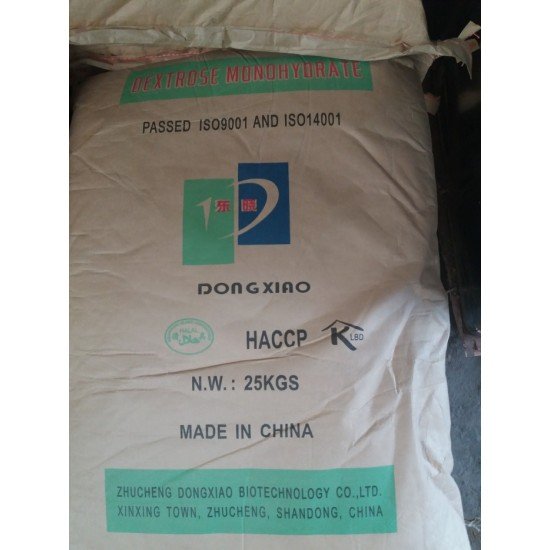 DEXTROSE MONOHYDRATE
PASSED ISO9001 AND ISO14001
东晓
DONGXIAO
HALAL
HACCP
K LBD
N.W.: 25KGS
MADE IN CHINA
ZHUCHENG DONGXIAO BIOTECHNOLOGY CO.,LTD.
XINXING TOWN, ZHUCHENG, SHANDONG, CHINA